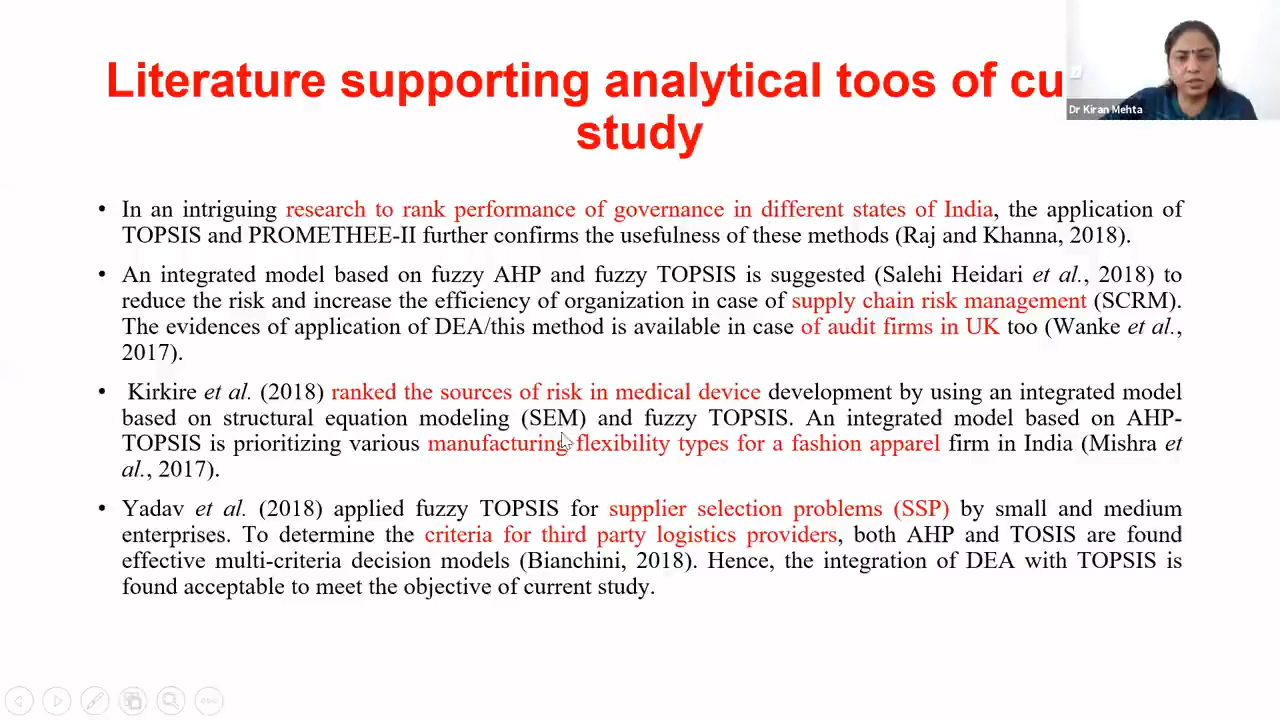 Literature supporting analytical toos of cu
study
Dr Kiran Mehta
• In an intriguing research to rank performance of governance in different states of India, the application of
TOPSIS and PROMETHEE-II further confirms the usefulness of these methods (Raj and Khanna, 2018).
• An integrated model based on fuzzy AHP and fuzzy TOPSIS is suggested (Salehi Heidari et al., 2018) to
reduce the risk and increase the efficiency of organization in case of supply chain risk management (SCRM).
The evidences of application of DEA/this method is available in case of audit firms in UK too (Wanke et al.,
2017).
• Kirkire et al. (2018) ranked the sources of risk in medical device development by using an integrated model
based on structural equation modeling (SEM) and fuzzy TOPSIS. An integrated model based on AHP-
TOPSIS is prioritizing various manufacturing flexibility types for a fashion apparel firm in India (Mishra et
al., 2017).
• Yadav et al. (2018) applied fuzzy TOPSIS for supplier selection problems (SSP) by small and medium
enterprises. To determine the criteria for third party logistics providers, both AHP and TOSIS are found
effective multi-criteria decision models (Bianchini, 2018). Hence, the integration of DEA with TOPSIS is
found acceptable to meet the objective of current study.